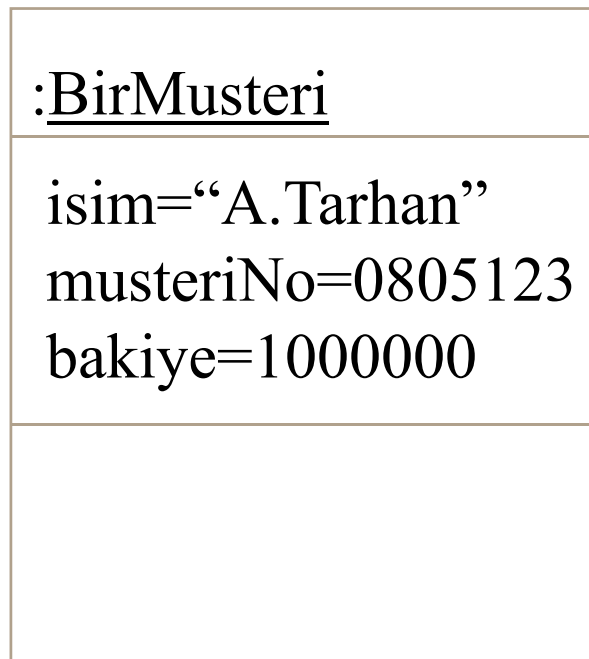 :BirMusteri
isim=“A.Tarhan”
musteriNo=0805123
bakiye=1000000